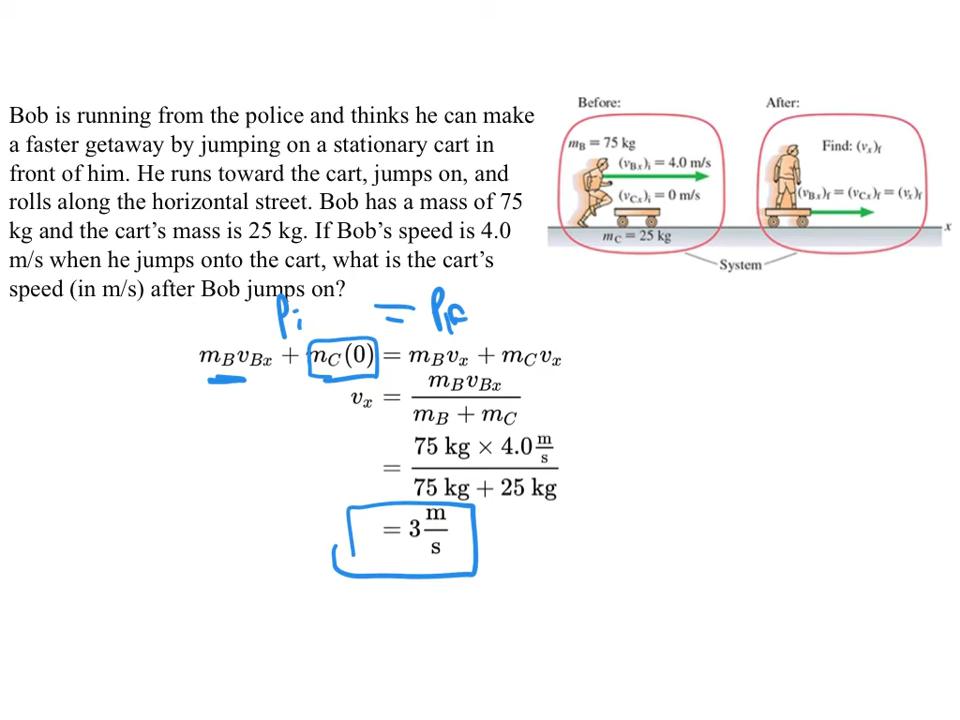 Bob is running from the police and thinks he can make
a faster getaway by jumping on a stationary cart in
front of him. He runs toward the cart, jumps on, and
rolls along the horizontal street. Bob has a mass of 75
kg and the cart's mass is 25 kg. If Bob's speed is 4.0
m/s when he jumps onto the cart, what is the cart's
speed (in m/s) after Bob jumps on?
Before:
m_B = 75 kg
(v_Bx)_i = 4.0 m/s
(v_Cx)_i = 0 m/s
m_C = 25 kg
After:
Find: (v_x)_f
(v_Bx)_f = (v_Cx)_f = (v_x)_f
x
System
P_i = P_f
m_B v_Bx + m_C(0) = m_B v_x + m_C v_x
v_x = m_B v_Bx / (m_B + m_C)
= 75 kg × 4.0 m/s / (75 kg + 25 kg)
= 3 m/s